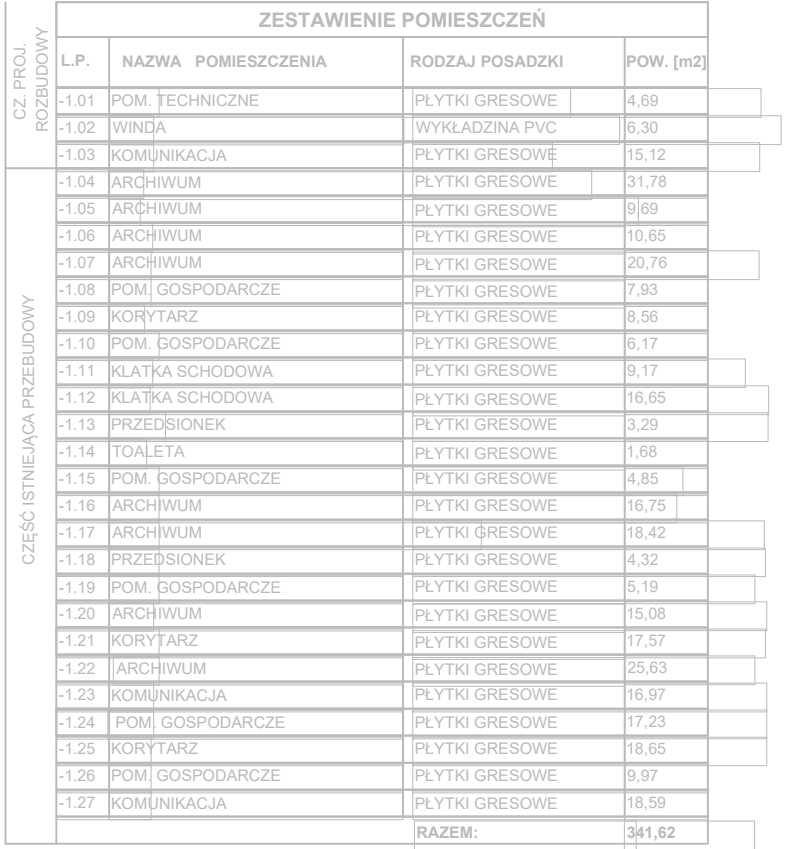 ZESTAWIENIE POMIESZCZEŃ
CZ. PROJ.
ROZBUDOWY
L.P. NAZWA POMIESZCZENIA RODZAJ POSADZKI POW. [m2]
-1.01 POM. TECHNICZNE PŁYTKI GRESOWE 4,69
-1.02 WINDA WYKŁADZINA PVC 6,30
-1.03 KOMUNIKACJA PŁYTKI GRESOWE 15,12
CZĘŚĆ ISTNIEJĄCA PRZEBUDOWY
-1.04 ARCHIWUM PŁYTKI GRESOWE 31,78
-1.05 ARCHIWUM PŁYTKI GRESOWE 9,69
-1.06 ARCHIWUM PŁYTKI GRESOWE 10,65
-1.07 ARCHIWUM PŁYTKI GRESOWE 20,76
-1.08 POM. GOSPODARCZE PŁYTKI GRESOWE 7,93
-1.09 KORYTARZ PŁYTKI GRESOWE 8,56
-1.10 POM. GOSPODARCZE PŁYTKI GRESOWE 6,17
-1.11 KLATKA SCHODOWA PŁYTKI GRESOWE 9,17
-1.12 KLATKA SCHODOWA PŁYTKI GRESOWE 16,65
-1.13 PRZEDSIONEK PŁYTKI GRESOWE 3,29
-1.14 TOALETA PŁYTKI GRESOWE 1,68
-1.15 POM. GOSPODARCZE PŁYTKI GRESOWE 4,85
-1.16 ARCHIWUM PŁYTKI GRESOWE 16,75
-1.17 ARCHIWUM PŁYTKI GRESOWE 18,42
-1.18 PRZEDSIONEK PŁYTKI GRESOWE 4,32
-1.19 POM. GOSPODARCZE PŁYTKI GRESOWE 5,19
-1.20 ARCHIWUM PŁYTKI GRESOWE 15,08
-1.21 KORYTARZ PŁYTKI GRESOWE 17,57
-1.22 ARCHIWUM PŁYTKI GRESOWE 25,63
-1.23 KOMUNIKACJA PŁYTKI GRESOWE 16,97
-1.24 POM. GOSPODARCZE PŁYTKI GRESOWE 17,23
-1.25 KORYTARZ PŁYTKI GRESOWE 18,65
-1.26 POM. GOSPODARCZE PŁYTKI GRESOWE 9,97
-1.27 KOMUNIKACJA PŁYTKI GRESOWE 18,59
RAZEM: 341,62